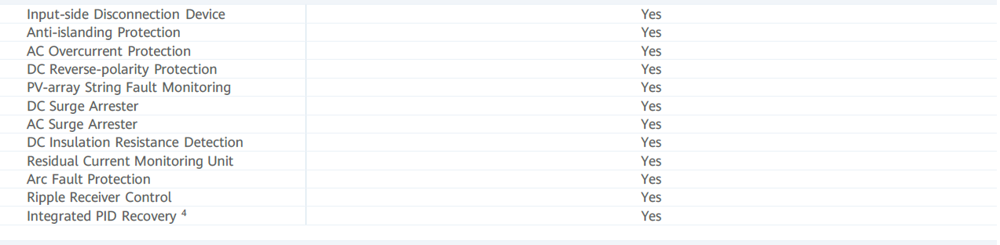 Input-side Disconnection Device Yes
Anti-islanding Protection Yes
AC Overcurrent Protection Yes
DC Reverse-polarity Protection Yes
PV-array String Fault Monitoring Yes
DC Surge Arrester Yes
AC Surge Arrester Yes
DC Insulation Resistance Detection Yes
Residual Current Monitoring Unit Yes
Arc Fault Protection Yes
Ripple Receiver Control Yes
Integrated PID Recovery ⁴ Yes